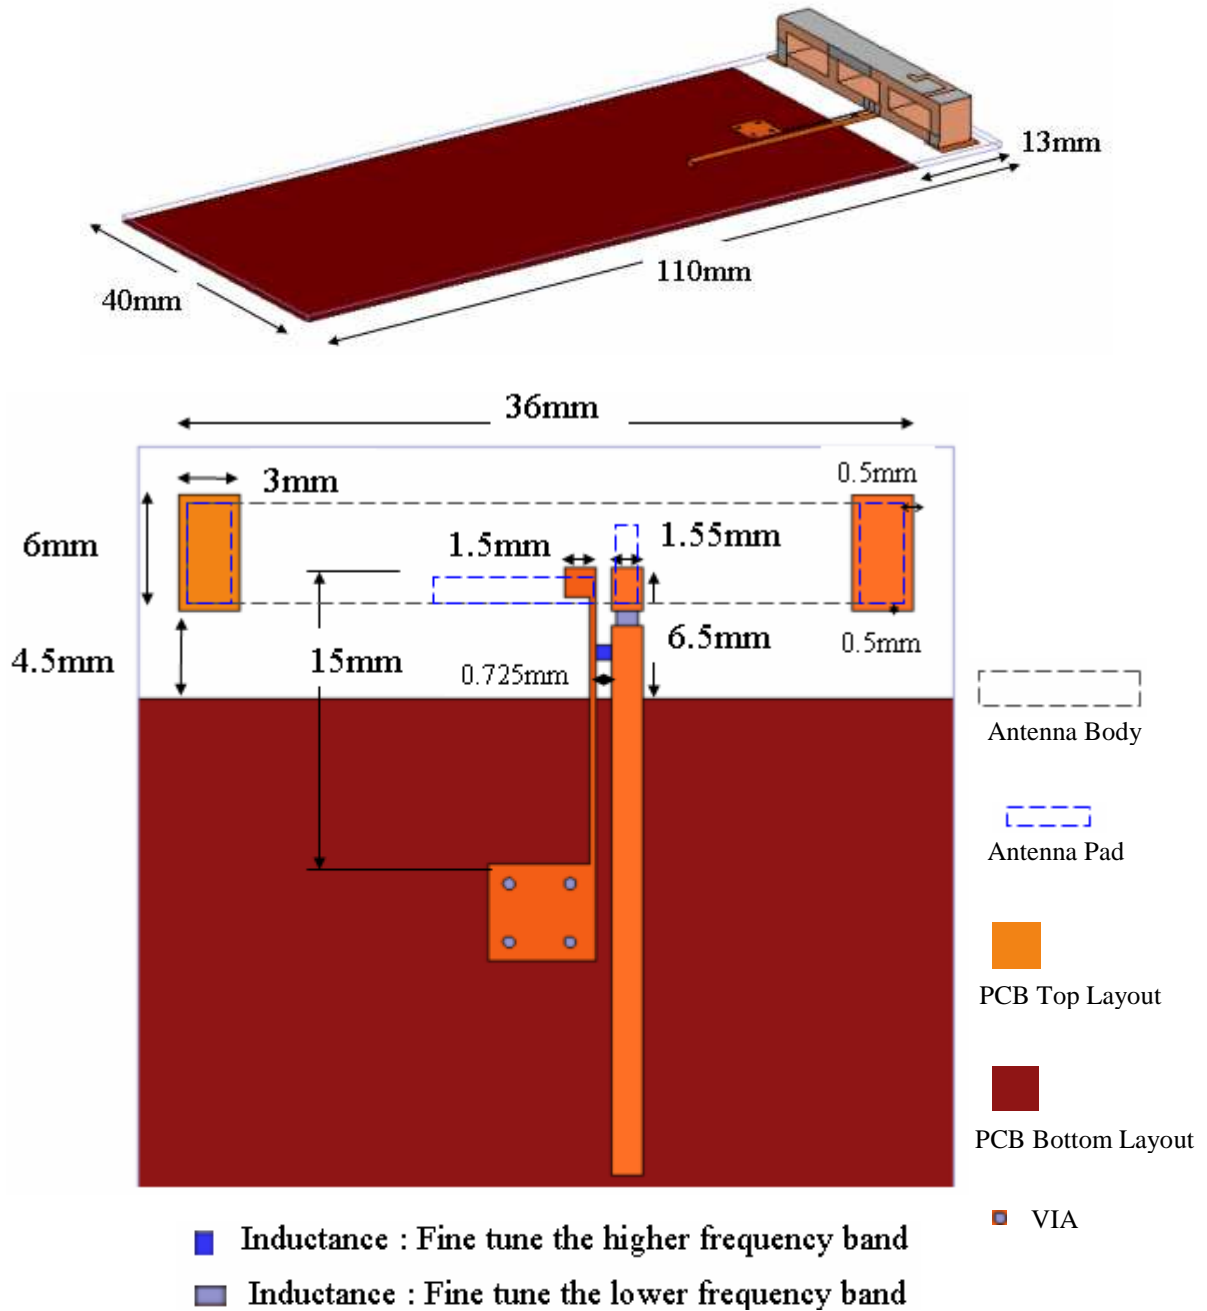 13mm
110mm
40mm
36mm
0.5mm
3mm
6mm
1.5mm
1.55mm
4.5mm
15mm
6.5mm
0.5mm
0.725mm
Antenna Body
Antenna Pad
PCB Top Layout
PCB Bottom Layout
VIA
Inductance : Fine tune the higher frequency band
Inductance : Fine tune the lower frequency band